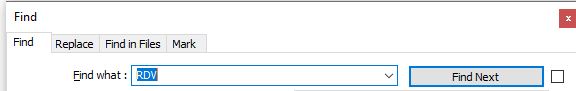 Find
Find Replace Find in Files Mark
Find what : RDV Find Next